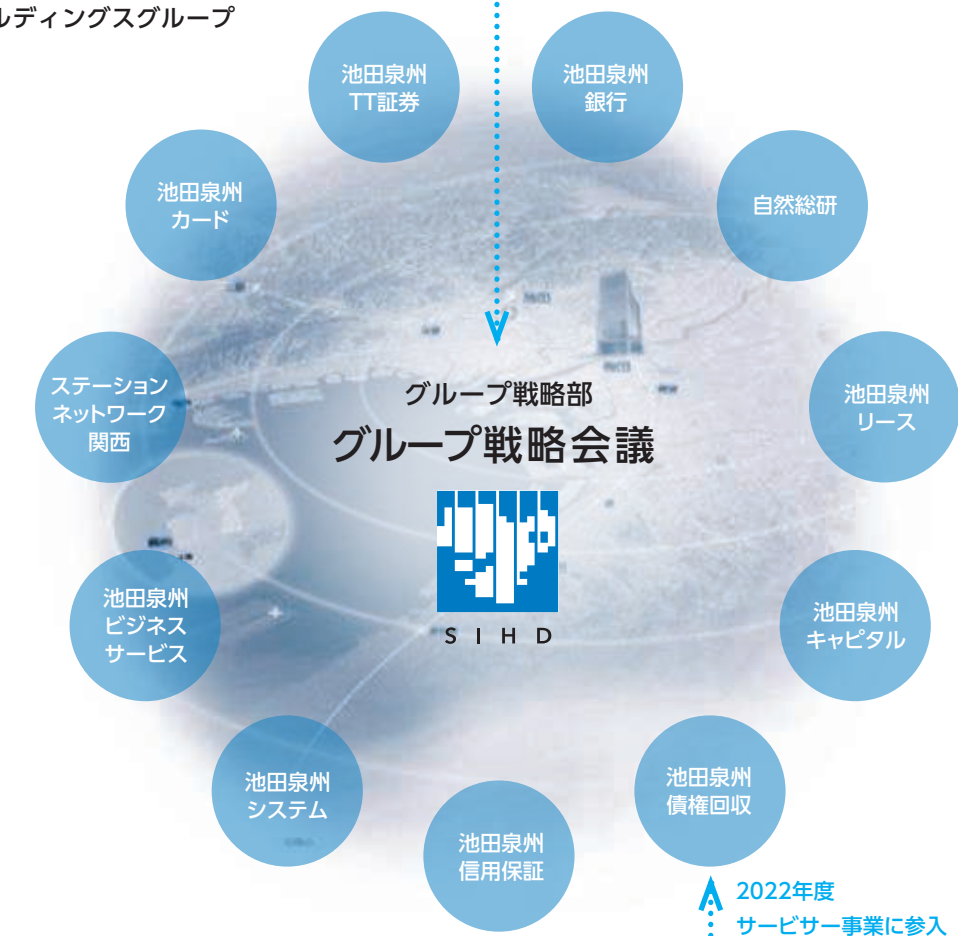 ルディングスグループ
池田泉州
TT証券
池田泉州
銀行
池田泉州
カード
自然総研
ステーション
ネットワーク
関西
池田泉州
リース
グループ戦略部
グループ戦略会議
SIHD
池田泉州
ビジネス
サービス
池田泉州
キャピタル
池田泉州
システム
池田泉州
債権回収
池田泉州
信用保証
2022年度
サービサー事業に参入